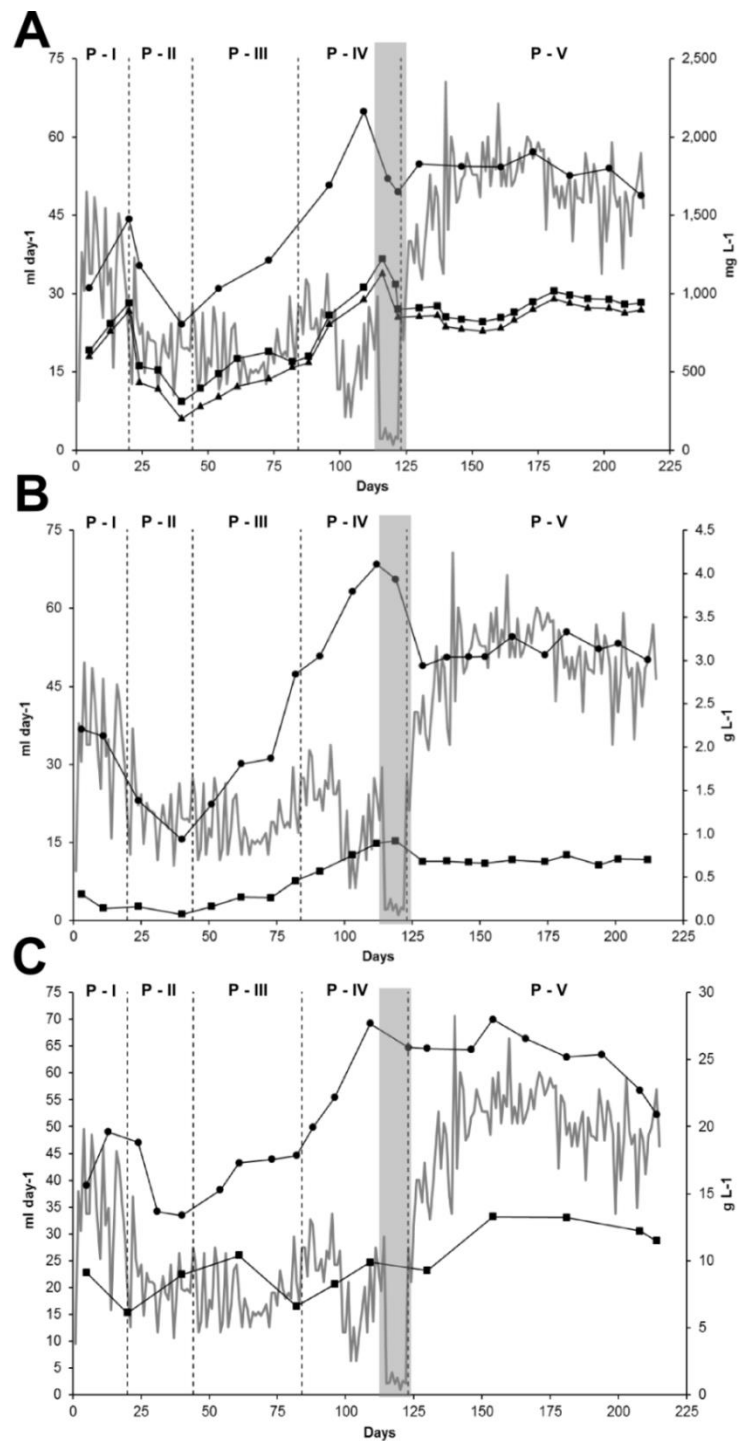 A
P - I P - II P - III P - IV P - V
75 2,500
60 2,000
45 1,500
30 1,000
15 500
0 0
ml day-1
mg L-1
0 25 50 75 100 125 150 175 200 225
Days
B
P - I P - II P - III P - IV P - V
75 4.5
4.0
60 3.5
3.0
45 2.5
2.0
30 1.5
1.0
15 0.5
0 0.0
ml day-1
g L-1
0 25 50 75 100 125 150 175 200 225
Days
C
P - I P - II P - III P - IV P - V
75 30
70
65 25
60
55
50 20
45
40 15
35
30
25 10
20
15 5
10
5
0 0
ml day-1
g L-1
0 25 50 75 100 125 150 175 200 225
Days